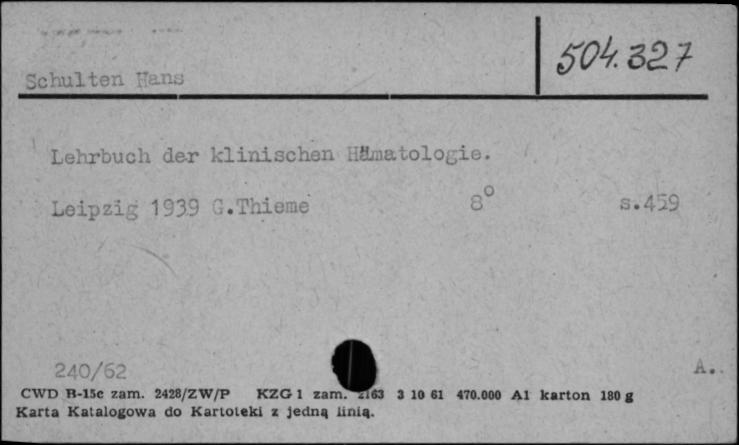 504.327
Schulten Hans
Lehrbuch der klinischen Hämatologie.
Leipzig 1939 G.Thieme 8° s.459
240/62 A.
CWD B-15c zam. 2428/ZW/P KZG 1 zam. 2163 3 10 61 470.000 A1 karton 180 g
Karta Katalogowa do Kartoteki z jedną linią.